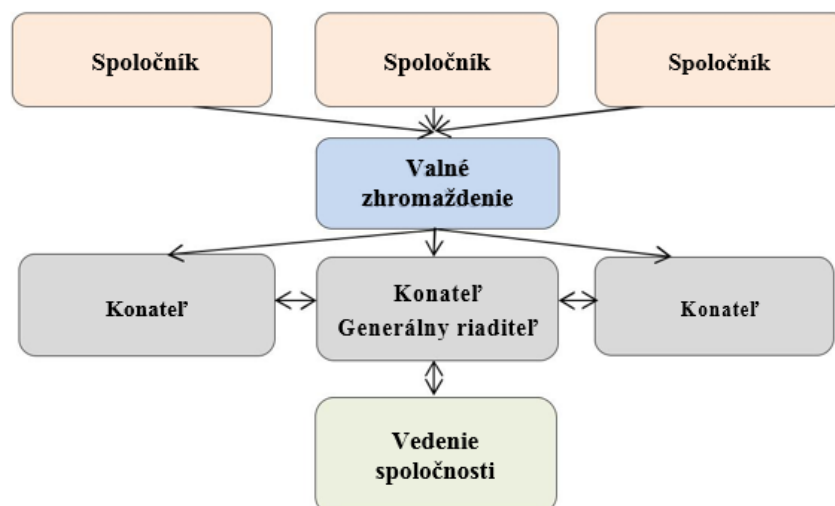 Spoločník
Spoločník
Spoločník
Valné
zhromaždenie
Konateľ
Konateľ
Generálny riaditeľ
Konateľ
Vedenie
spoločnosti